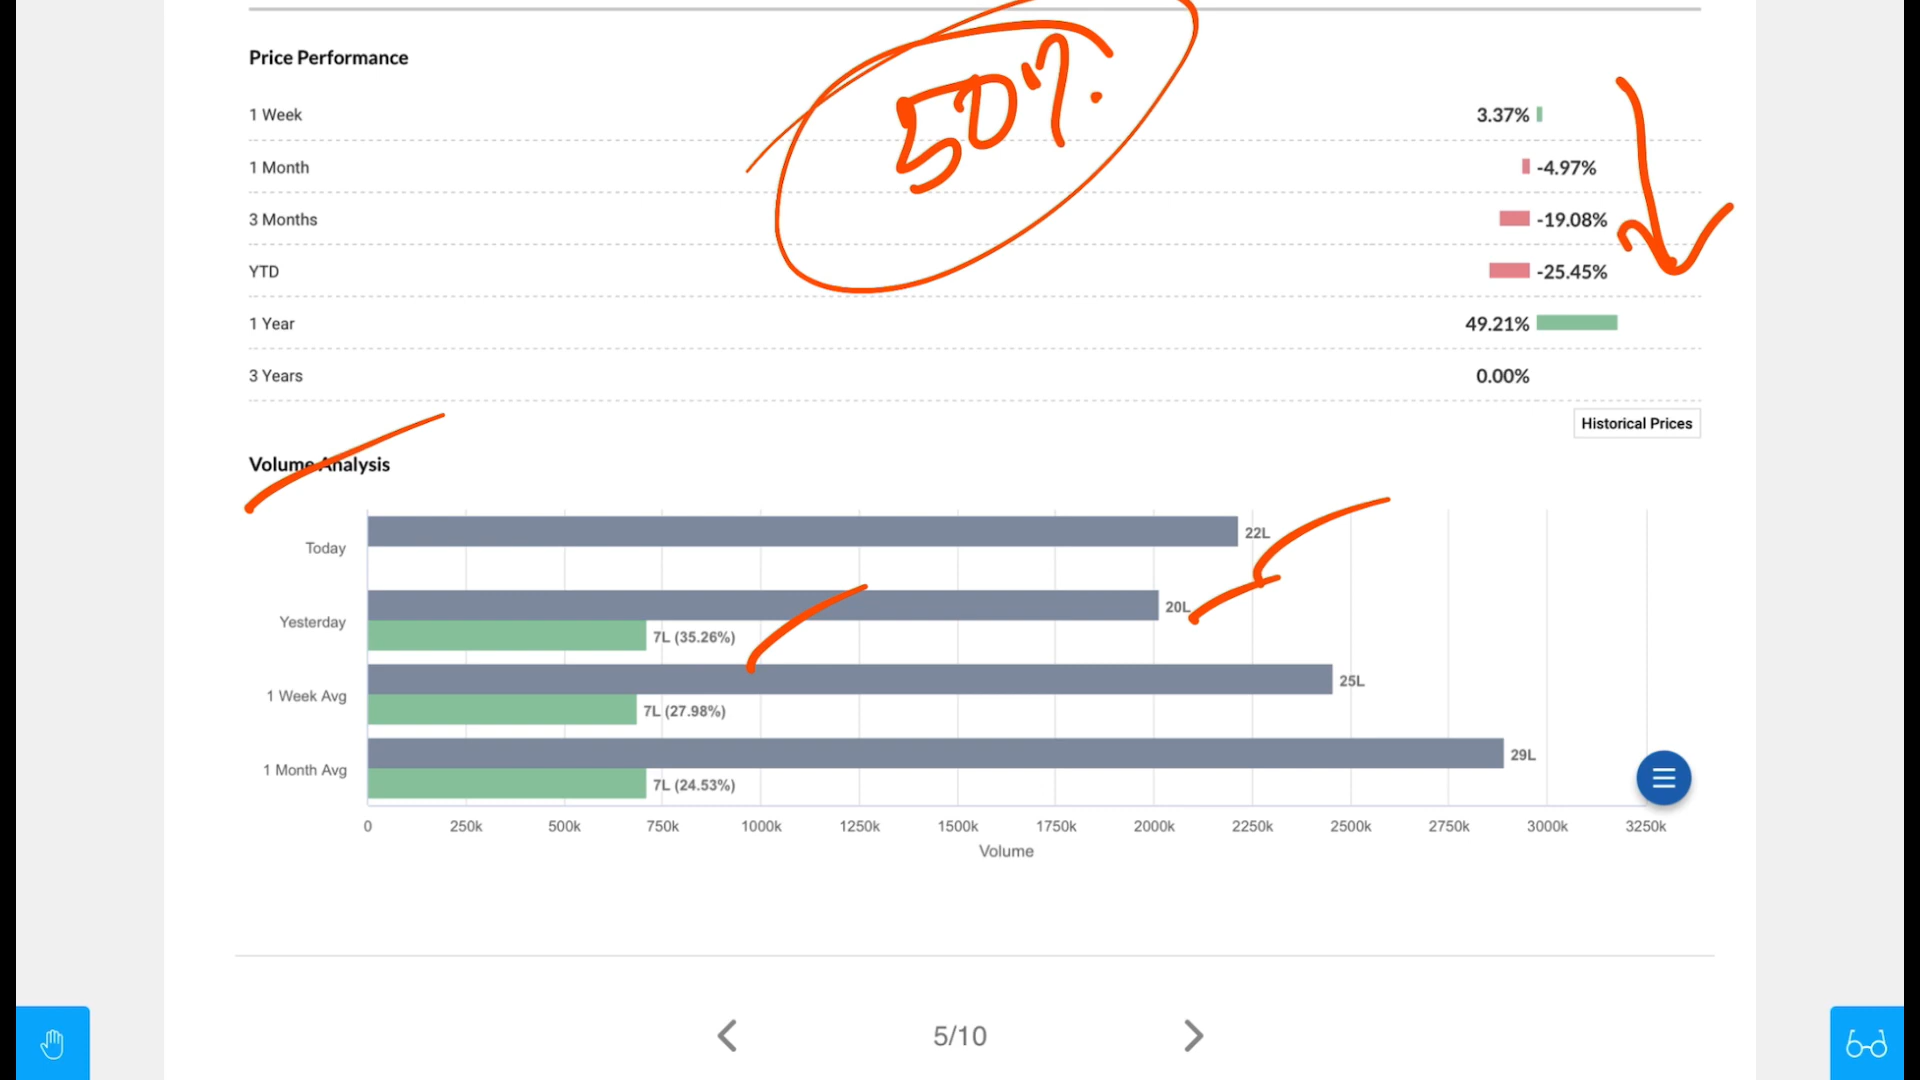 50%
Price Performance
1 Week 3.37%
1 Month -4.97%
3 Months -19.08%
YTD -25.45%
1 Year 49.21%
3 Years 0.00%
Historical Prices
Volume Analysis
Today 22L
Yesterday 20L
7L (35.26%)
1 Week Avg 25L
7L (27.98%)
1 Month Avg 29L
7L (24.53%)
0 250k 500k 750k 1000k 1250k 1500k 1750k 2000k 2250k 2500k 2750k 3000k 3250k
Volume
5/10